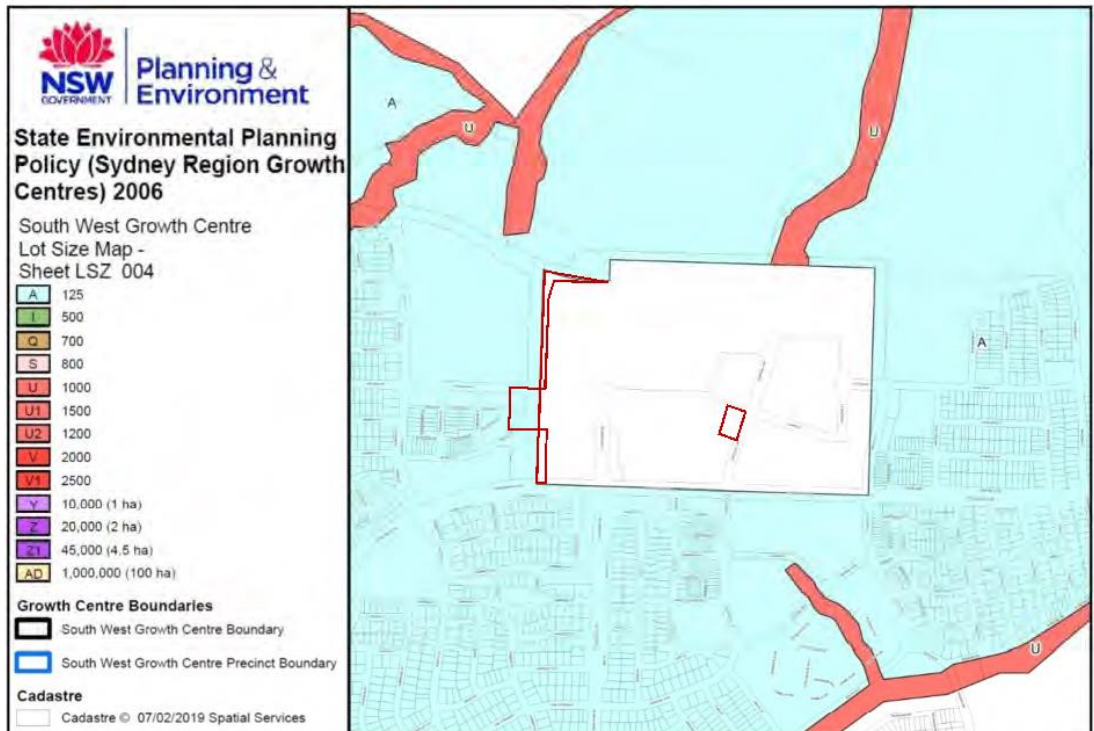 NSW
GOVERNMENT
Planning &
Environment
State Environmental Planning
Policy (Sydney Region Growth
Centres) 2006
South West Growth Centre
Lot Size Map -
Sheet LSZ_004
A 125
I 500
Q 700
S 800
U 1000
U1 1500
U2 1200
V 2000
V1 2500
Y 10,000 (1 ha)
Z 20,000 (2 ha)
Z1 45,000 (4.5 ha)
AD 1,000,000 (100 ha)
Growth Centre Boundaries
South West Growth Centre Boundary
South West Growth Centre Precinct Boundary
Cadastre
Cadastre © 07/02/2019 Spatial Services
A
U
U
A
U